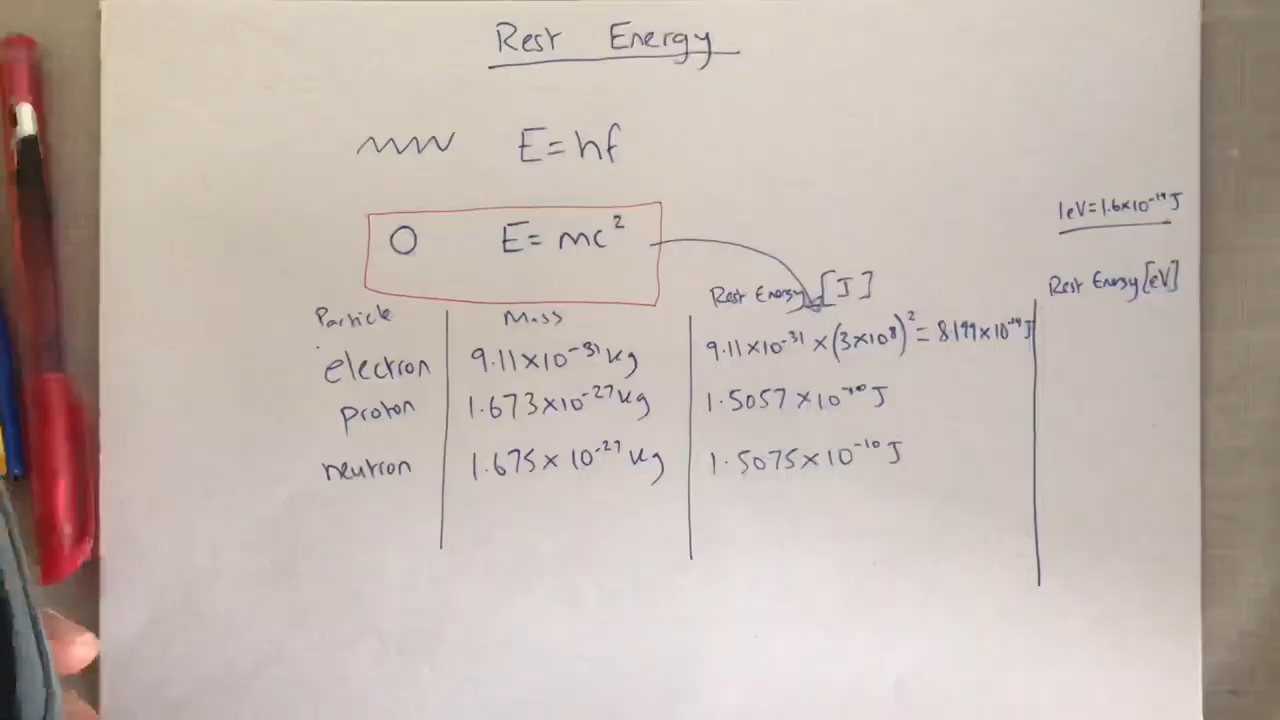 Rest Energy
E=hf
1eV=1.6×10⁻¹⁹J
E=mc²
Rest Energy [J]
Rest Energy [eV]
Particle Mass
electron 9.11×10⁻³¹kg 9.11×10⁻³¹×(3×10⁸)²=8.199×10⁻¹⁴J
proton 1.673×10⁻²⁷kg 1.5057×10⁻¹⁰J
neutron 1.675×10⁻²⁷kg 1.5075×10⁻¹⁰J